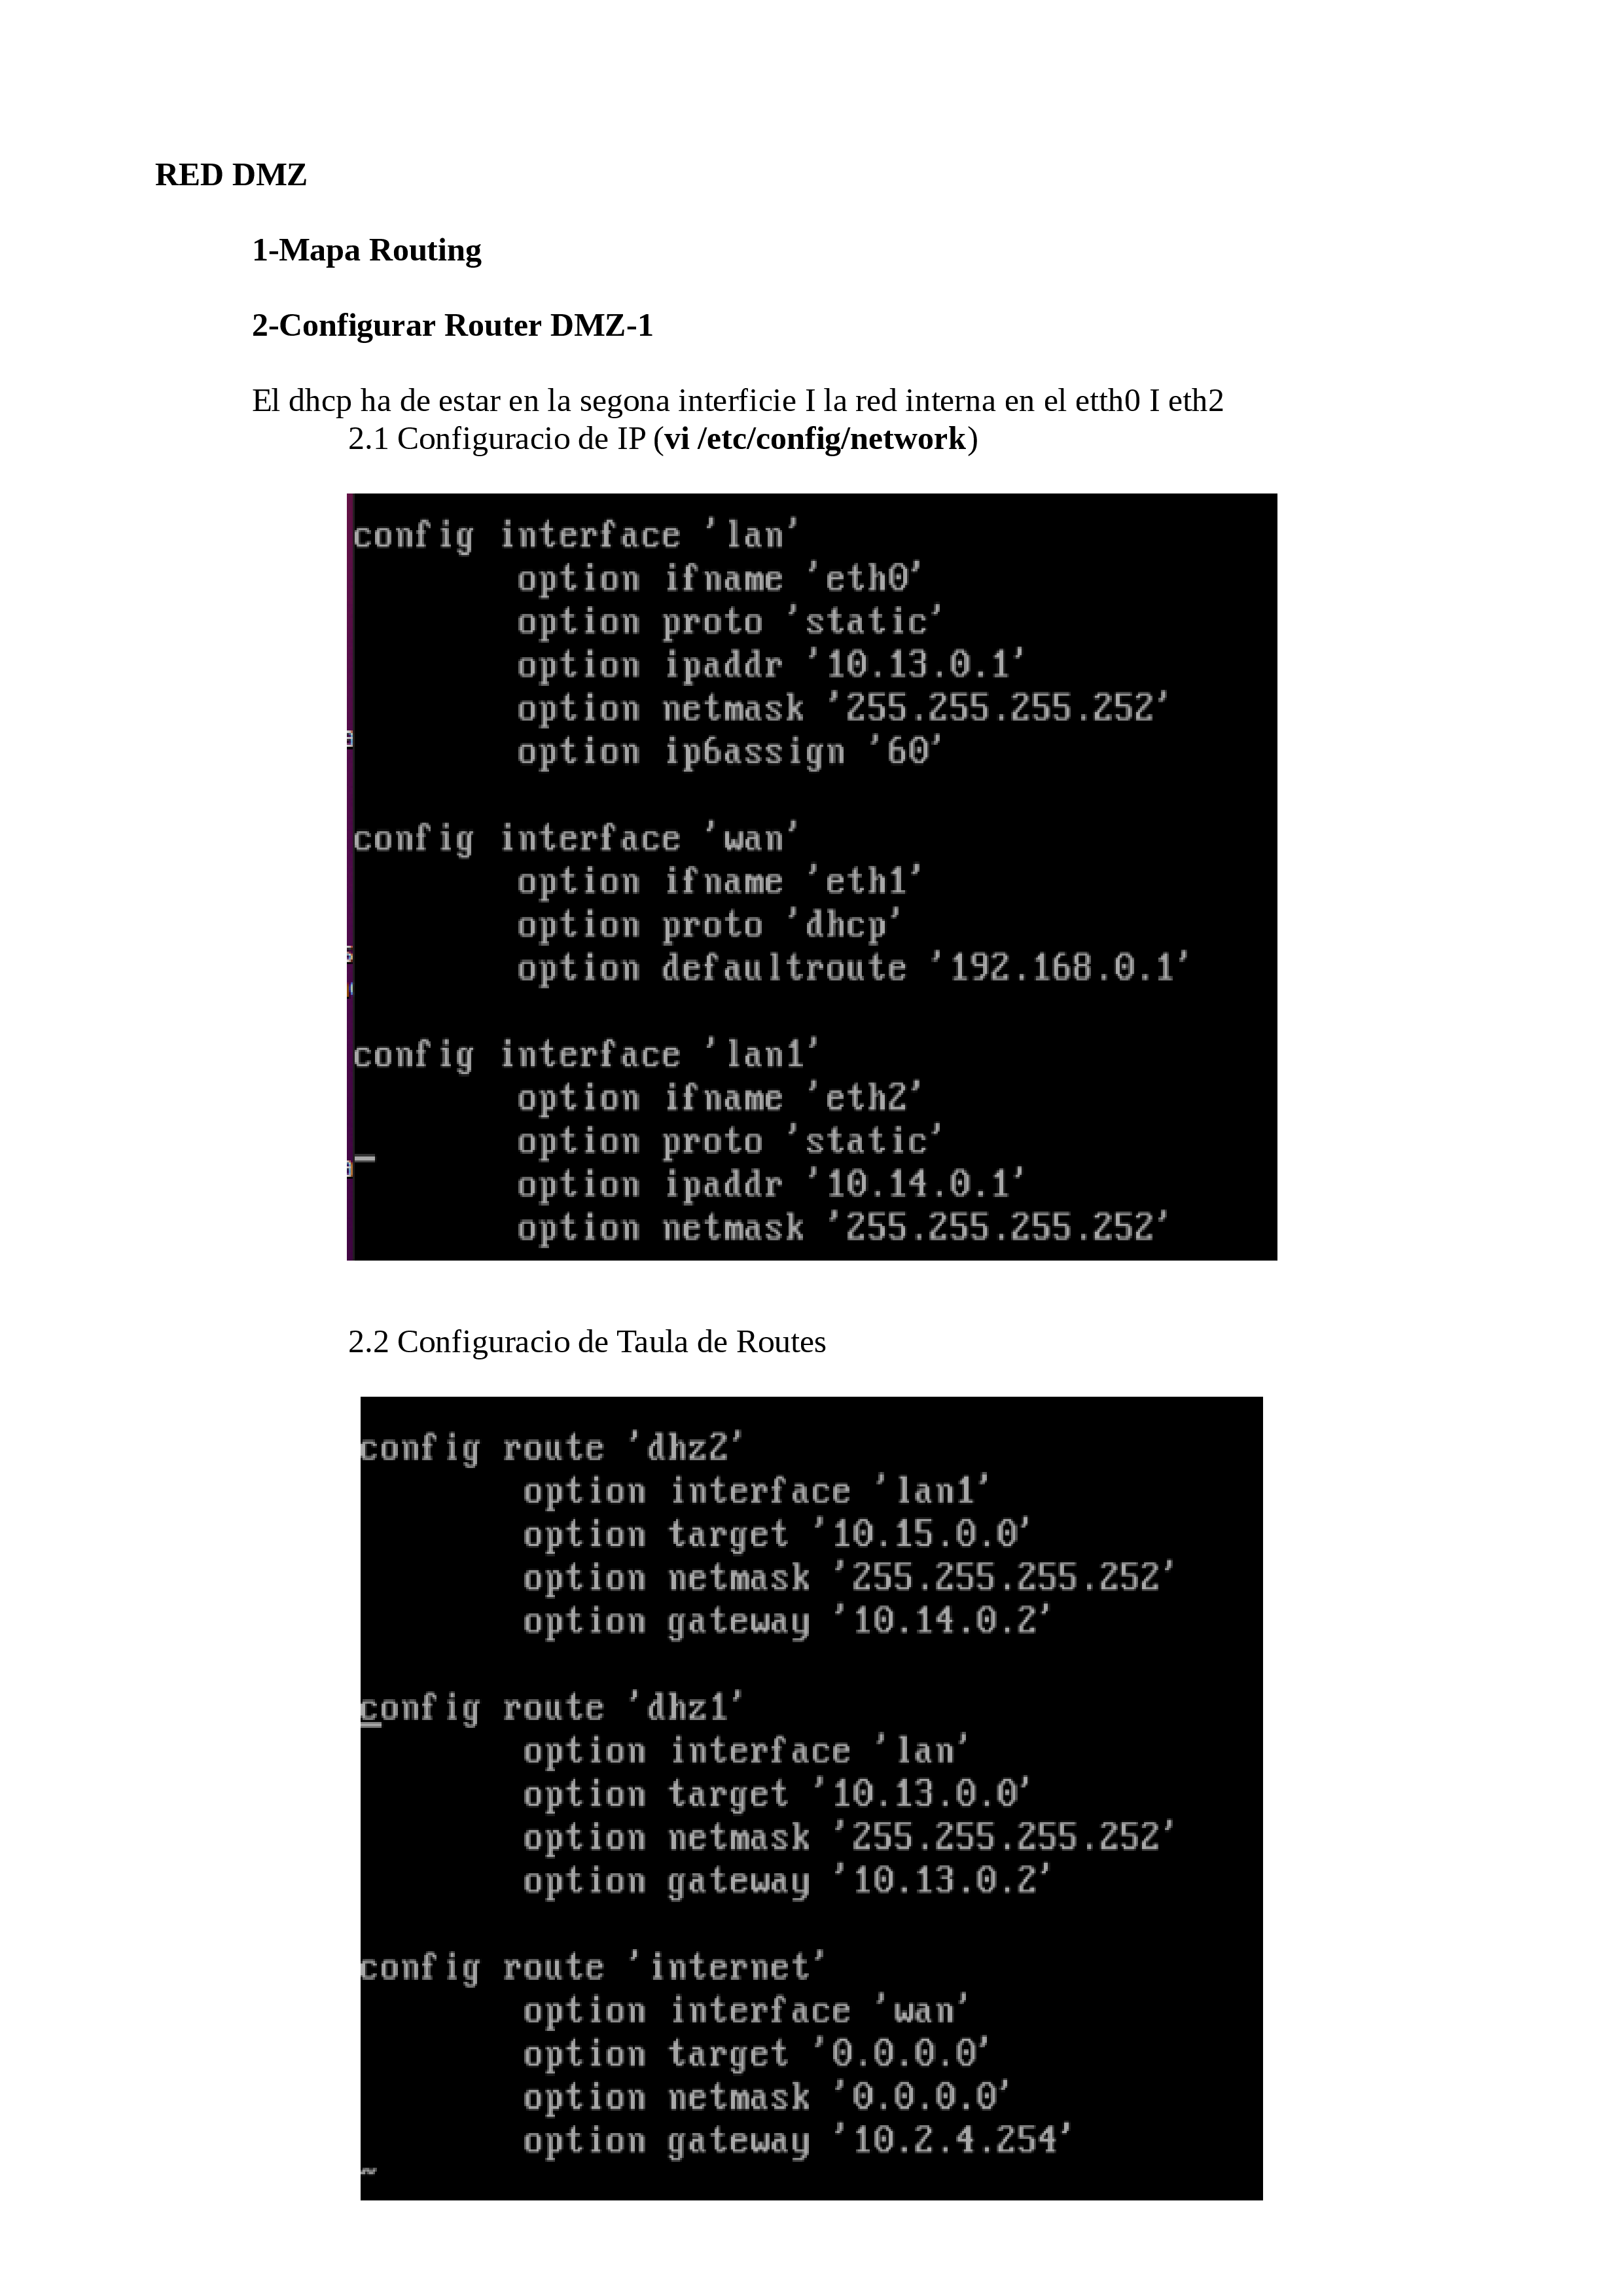 RED DMZ
1-Mapa Routing
2-Configurar Router DMZ-1
El dhcp ha de estar en la segona interficie I la red interna en el etth0 I eth2
2.1 Configuracio de IP (vi /etc/config/network)
config interface 'lan'
option ifname 'eth0'
option proto 'static'
option ipaddr '10.13.0.1'
option netmask '255.255.255.252'
option ip6assign '60'
config interface 'wan'
option ifname 'eth1'
option proto 'dhcp'
option defaultroute '192.168.0.1'
config interface 'lan1'
option ifname 'eth2'
option proto 'static'
option ipaddr '10.14.0.1'
option netmask '255.255.255.252'
2.2 Configuracio de Taula de Routes
config route 'dhz2'
option interface 'lan1'
option target '10.15.0.0'
option netmask '255.255.255.252'
option gateway '10.14.0.2'
config route 'dhz1'
option interface 'lan'
option target '10.13.0.0'
option netmask '255.255.255.252'
option gateway '10.13.0.2'
config route 'internet'
option interface 'wan'
option target '0.0.0.0'
option netmask '0.0.0.0'
option gateway '10.2.4.254'
~